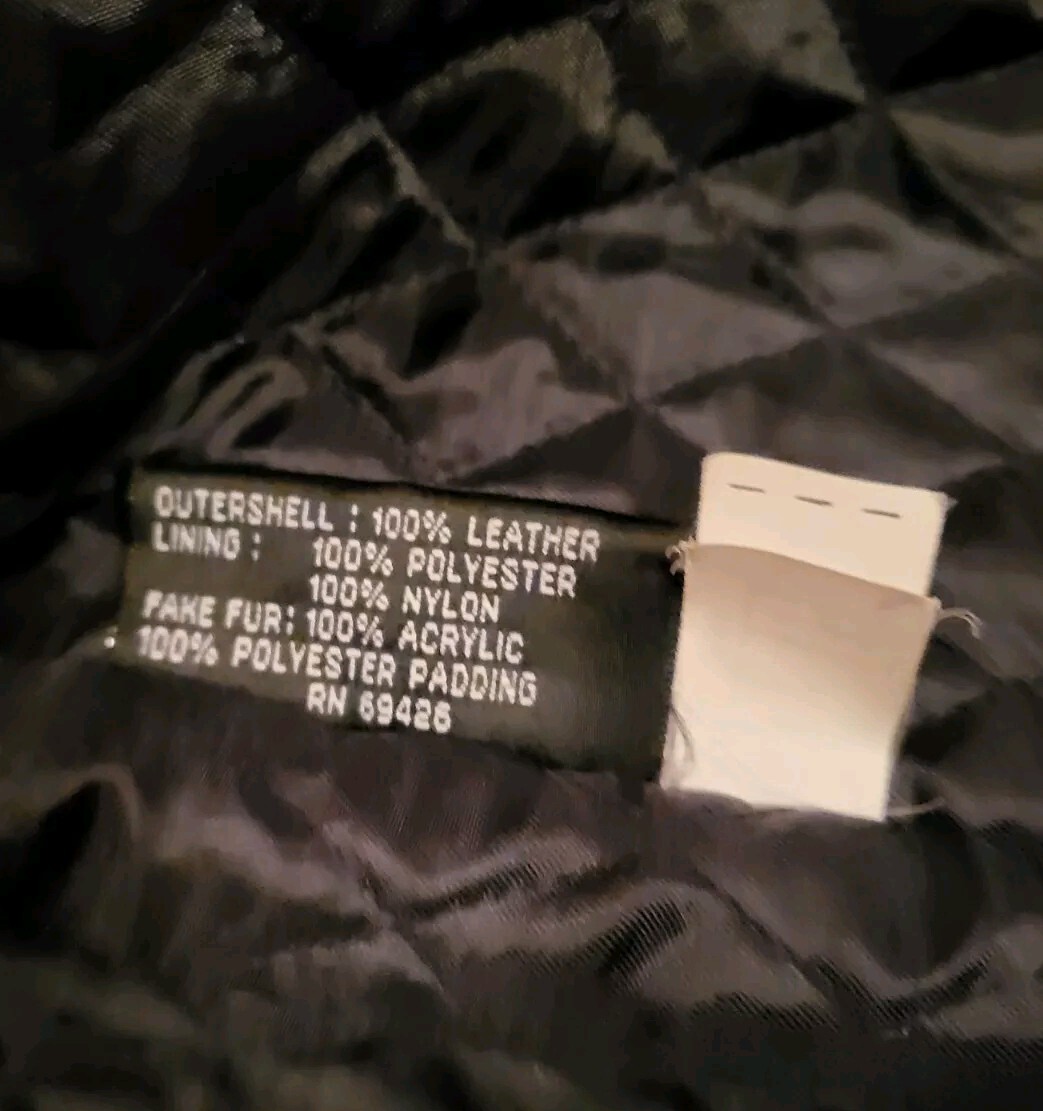 OUTERSHELL : 100% LEATHER
LINING : 100% POLYESTER
100% NYLON
FAKE FUR: 100% ACRYLIC
100% POLYESTER PADDING
RN 69426